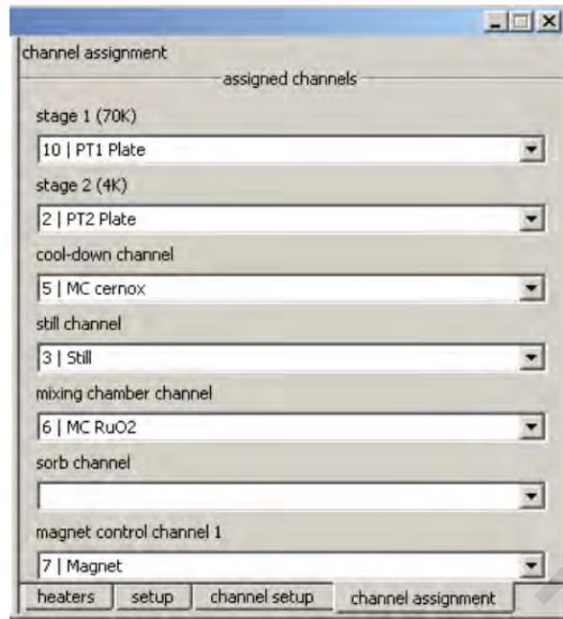 channel assignment
assigned channels
stage 1 (70K)
10 | PT1 Plate
stage 2 (4K)
2 | PT2 Plate
cool-down channel
5 | MC cernox
still channel
3 | Still
mixing chamber channel
6 | MC RuO2
sorb channel
magnet control channel 1
7 | Magnet
heaters setup channel setup channel assignment